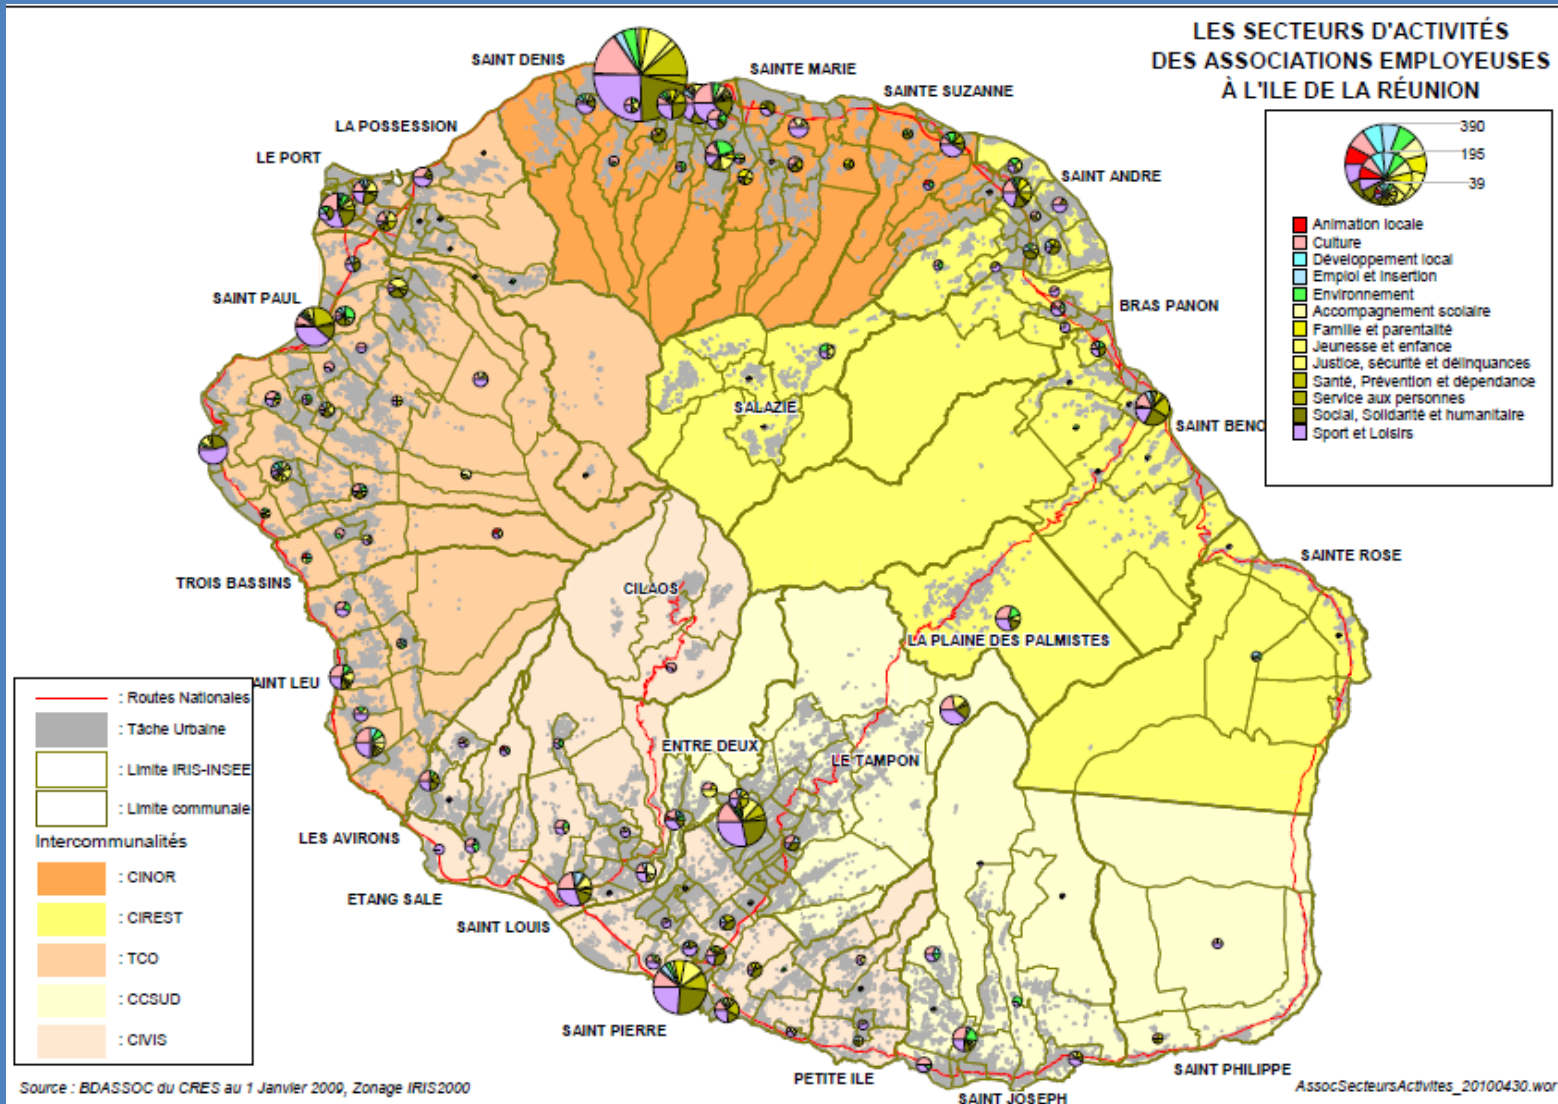 LES SECTEURS D'ACTIVITÉS
DES ASSOCIATIONS EMPLOYEUSES
À L'ILE DE LA RÉUNION
390
195
39
Animation locale
Culture
Développement local
Emploi et Insertion
Environnement
Accompagnement scolaire
Famille et parentalité
Jeunesse et enfance
Justice, sécurité et délinquances
Santé, Prévention et dépendance
Service aux personnes
Social, Solidarité et humanitaire
Sport et Loisirs
SAINT DENIS
SAINTE MARIE
SAINTE SUZANNE
LA POSSESSION
LE PORT
SAINT ANDRE
SAINT PAUL
BRAS PANON
SALAZIE
SAINT BENO
SAINTE ROSE
TROIS BASSINS
CILAOS
LA PLAINE DES PALMISTES
AINT LEU
ENTRE DEUX
LE TAMPON
LES AVIRONS
ETANG SALE
SAINT LOUIS
SAINT PIERRE
PETITE ILE
SAINT JOSEPH
SAINT PHILIPPE
: Routes Nationales
: Tâche Urbaine
: Limite IRIS-INSEE
: Limite communale
Intercommunalités
: CINOR
: CIREST
: TCO
: CCSUD
: CIVIS
Source : BDASSOC du CRES au 1 Janvier 2009, Zonage IRIS2000
AssocSecteursActivites_20100430.wor